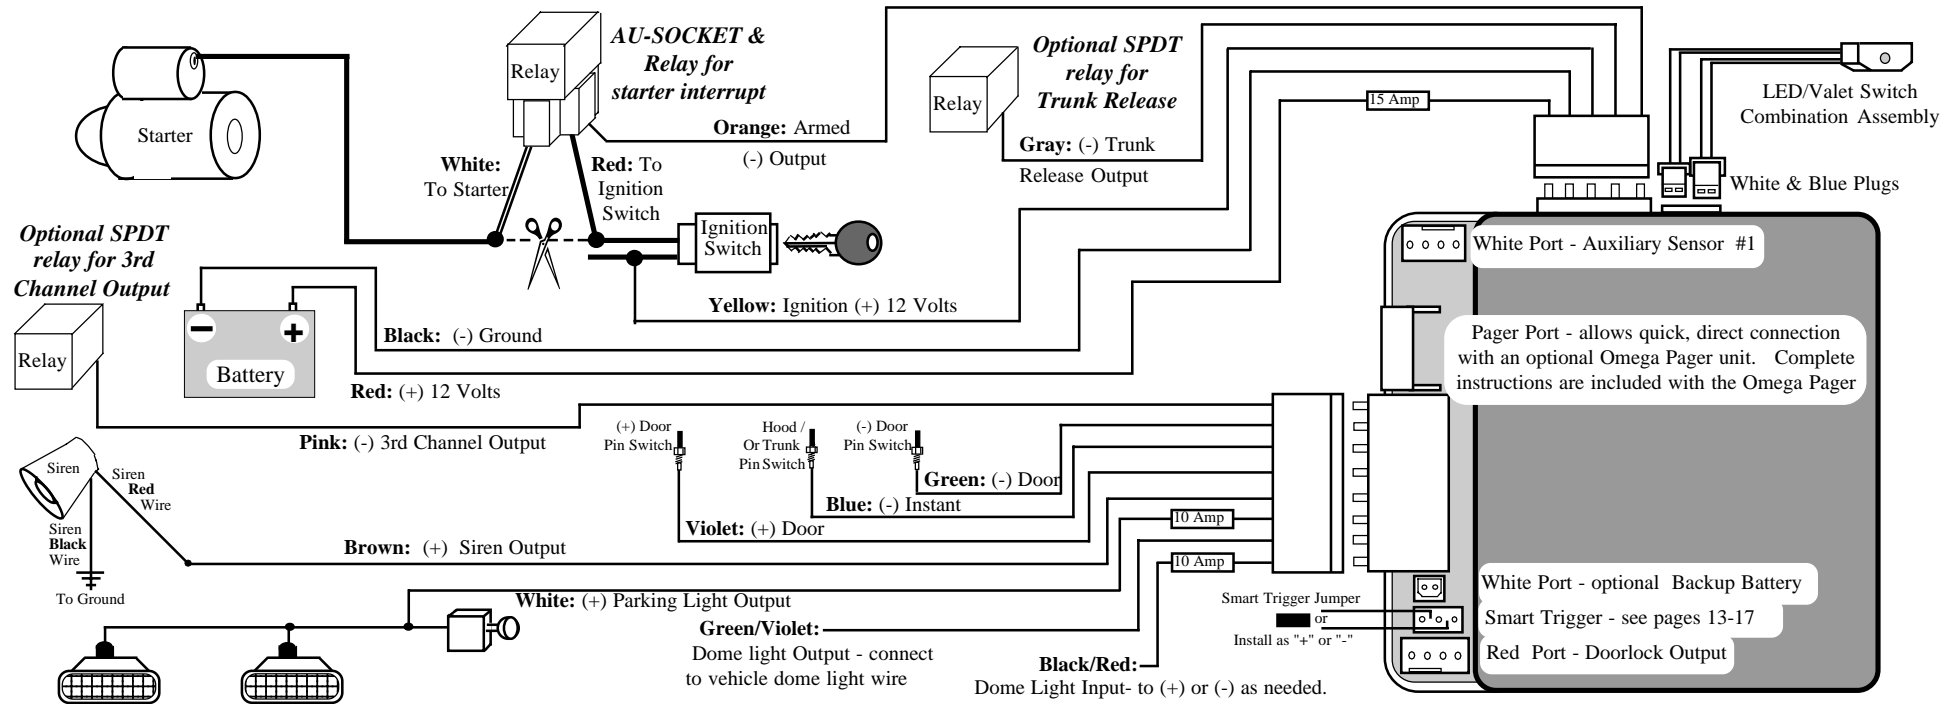 AU-SOCKET &
Relay for
starter interrupt
Relay
Optional SPDT
relay for
Trunk Release
Relay
15 Amp
LED/Valet Switch
Combination Assembly
Starter
Orange: Armed
(-) Output
White:
To Starter
Red: To
Ignition
Switch
Gray: (-) Trunk
Release Output
White & Blue Plugs
Ignition
Switch
White Port - Auxiliary Sensor #1
Optional SPDT
relay for 3rd
Channel Output
Relay
Yellow: Ignition (+) 12 Volts
Black: (-) Ground
Battery
Red: (+) 12 Volts
Pager Port - allows quick, direct connection
with an optional Omega Pager unit. Complete
instructions are included with the Omega Pager
Pink: (-) 3rd Channel Output
(+) Door
Pin Switch
Hood /
Or Trunk
Pin Switch
(-) Door
Pin Switch
Green: (-) Door
Blue: (-) Instant
Violet: (+) Door
10 Amp
Siren
Siren
Red
Wire
Siren
Black
Wire
To Ground
Brown: (+) Siren Output
10 Amp
White: (+) Parking Light Output
Green/Violet:
Dome light Output - connect
to vehicle dome light wire
Black/Red:
Dome Light Input- to (+) or (-) as needed.
Smart Trigger Jumper
or
Install as "+" or "-"
White Port - optional Backup Battery
Smart Trigger - see pages 13-17
Red Port - Doorlock Output